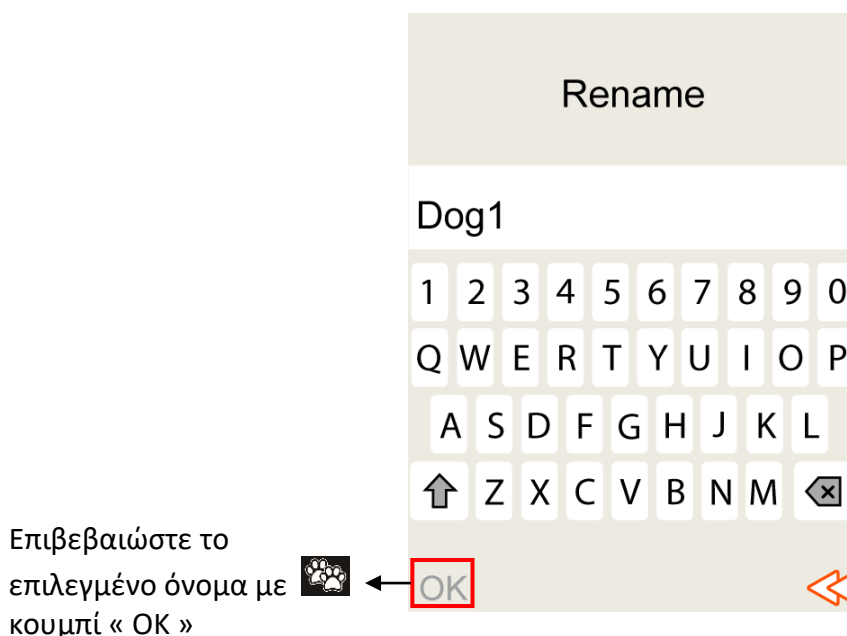 Rename
Dog1
1 2 3 4 5 6 7 8 9 0
Q W E R T Y U I O P
A S D F G H J K L
Z X C V B N M
OK
Επιβεβαιώστε το
επιλεγμένο όνομα με
κουμπί « OK »